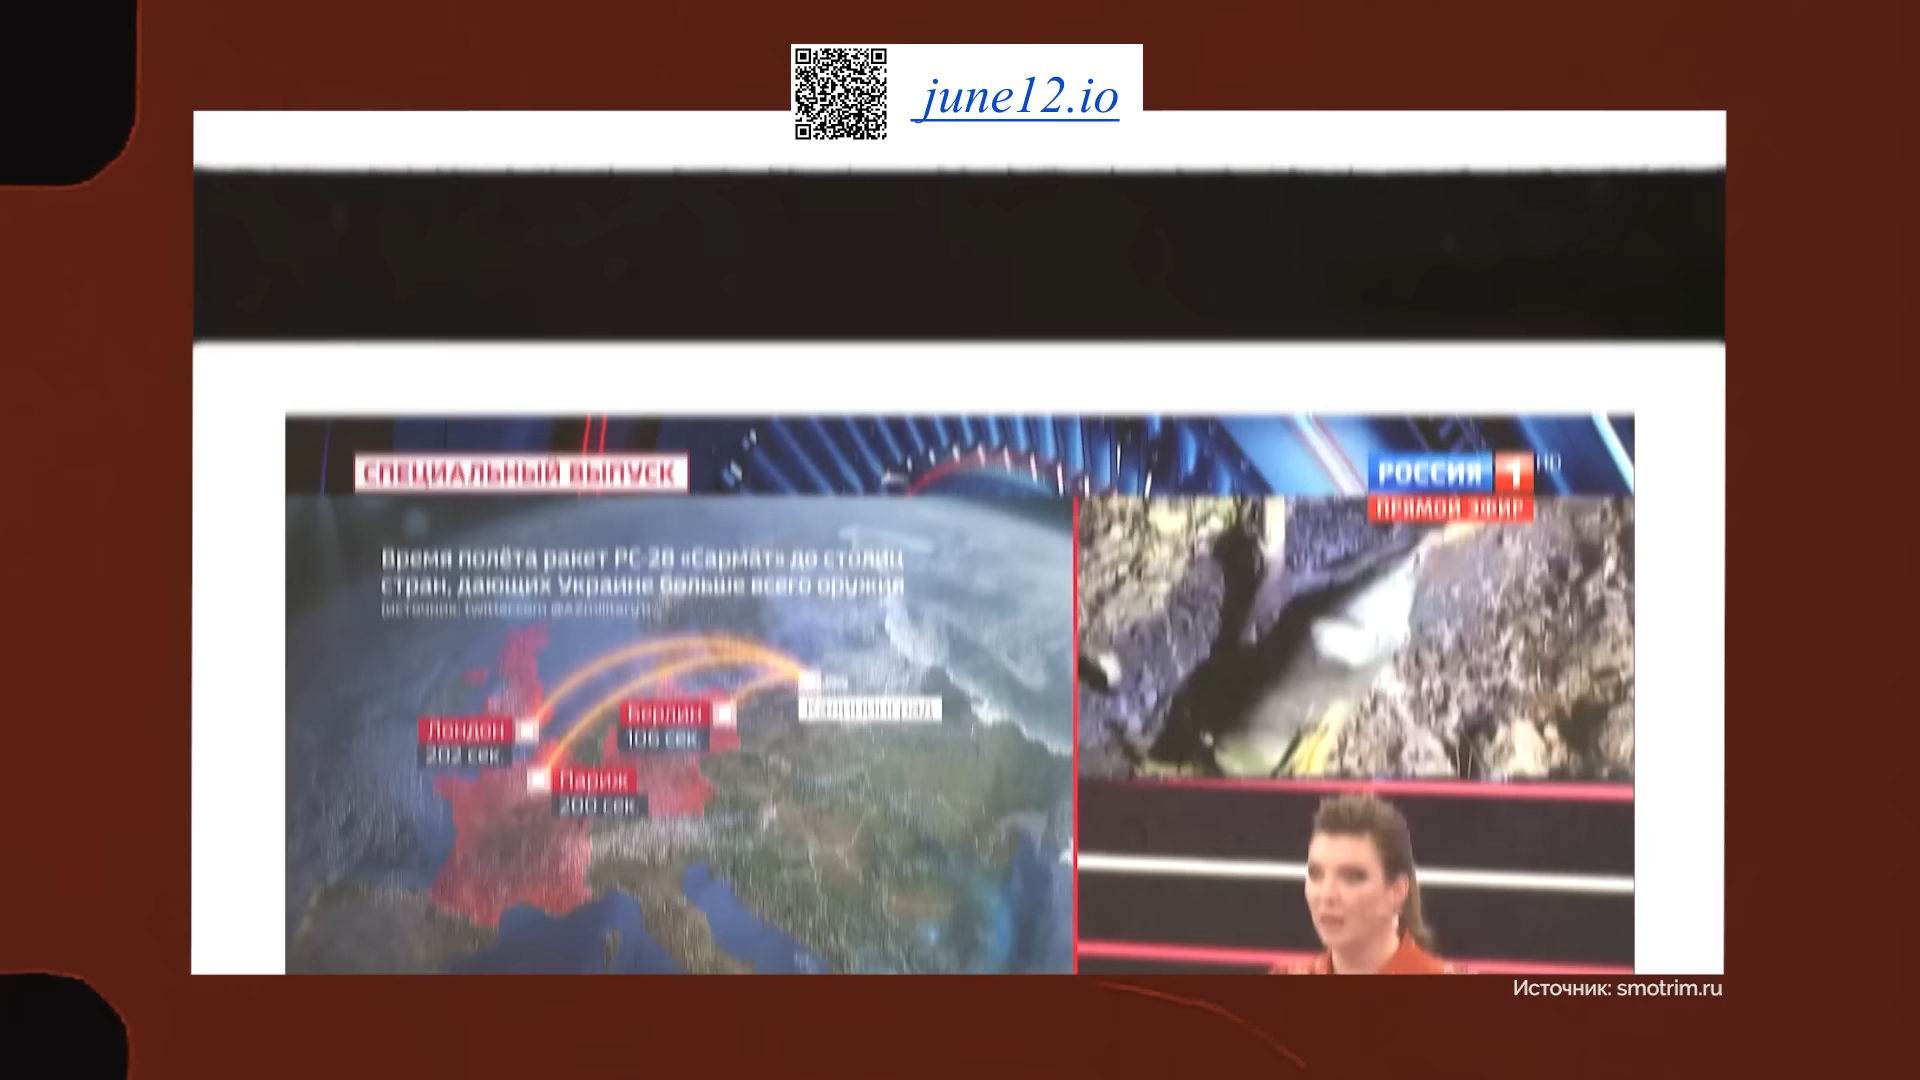 june12.io
СПЕЦИАЛЬНЫЙ ВЫПУСК
РОССИЯ 1 HD
ПРЯМОЙ ЭФИР
Время полёта ракет РС-28 «Сармат» до столиц
стран, дающих Украине больше всего оружия
Калининград
Берлин
106 сек
Лондон
202 сек
Париж
200 сек
Источник: smotrim.ru